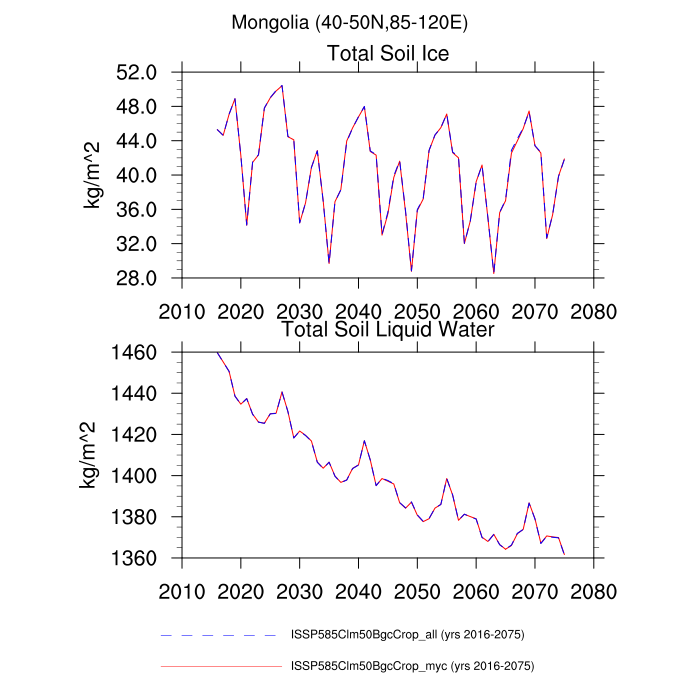 Mongolia (40-50N,85-120E)
Total Soil Ice
52.0
48.0
44.0
40.0
36.0
32.0
28.0
kg/m^2
2010 2020 2030 2040 2050 2060 2070 2080
Total Soil Liquid Water
1460
1440
1420
1400
1380
1360
kg/m^2
2010 2020 2030 2040 2050 2060 2070 2080
ISSP585Clm50BgcCrop_all (yrs 2016-2075)
ISSP585Clm50BgcCrop_myc (yrs 2016-2075)